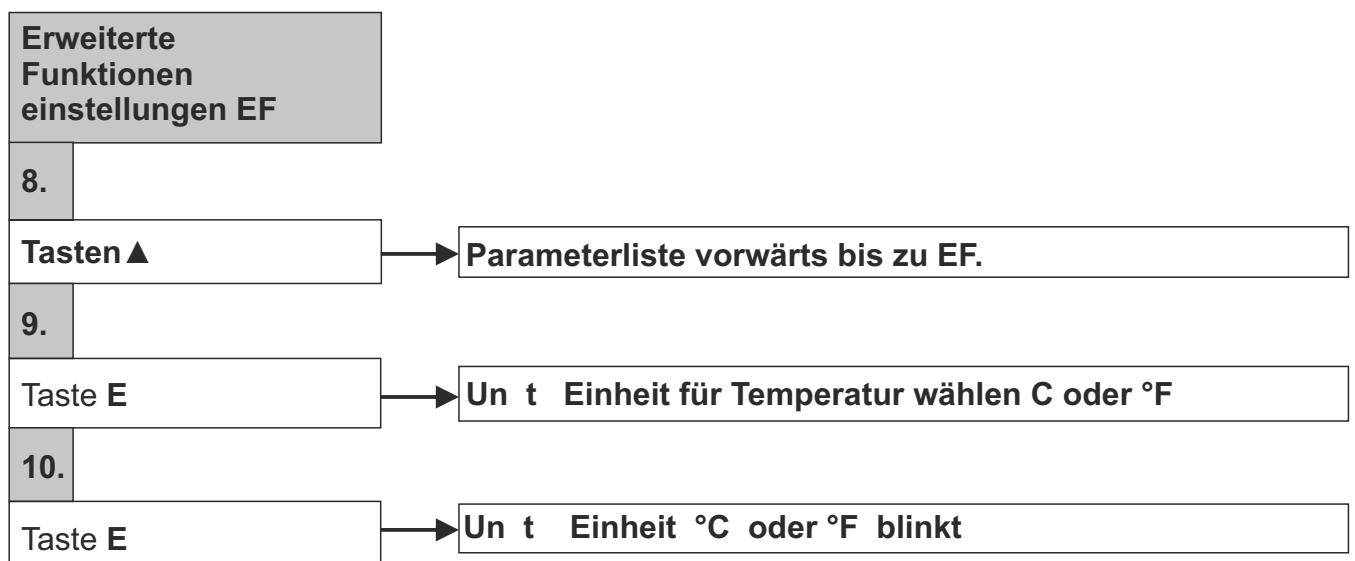 Erweiterte
Funktionen
einstellungen EF
8.
Tasten▲
Parameterliste vorwärts bis zu EF.
9.
Taste E
Un t Einheit für Temperatur wählen C oder °F
10.
Taste E
Un t Einheit °C oder °F blinkt